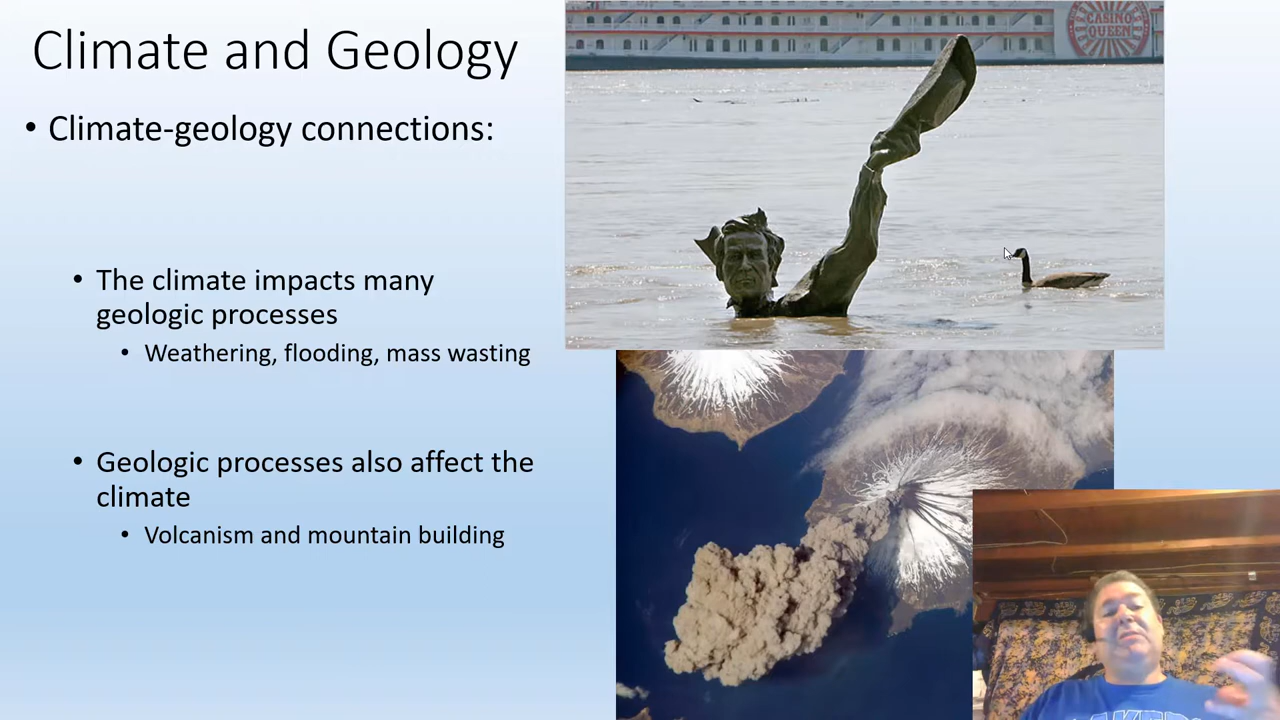 Climate and Geology
• Climate-geology connections:
• The climate impacts many
geologic processes
• Weathering, flooding, mass wasting
• Geologic processes also affect the
climate
• Volcanism and mountain building
CASINO
QUEEN